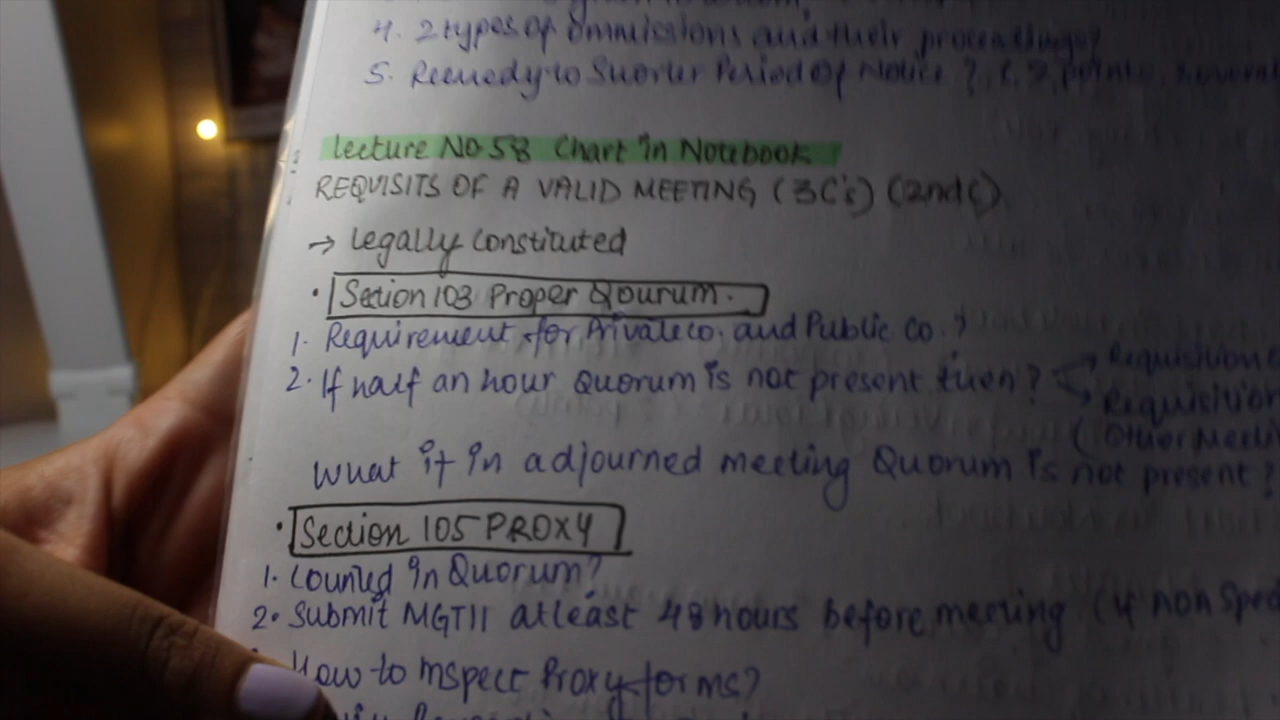 4. 2 types of ommissions and their proceedings?
5. Remedy to Shorter Period Of Notice ?, 2 points, several
Lecture NO 58 Chart in Notebook
REQUISITS OF A VALID MEETING (3C's) (2nd C)
→ Legally Constituted
• Section 103 Proper Qourum.
1. Requirement for Private co. and Public co. ?
2. If half an hour Quorum is not present then? Requisition
Requisition
(Other Meeti
What if in adjourned meeting Quorum is not present?
• Section 105 PROXY
1. Counted in Quorum?
2. Submit MGT11 atleast 48 hours before meeting (if non Spec
How to Inspect Proxy forms?